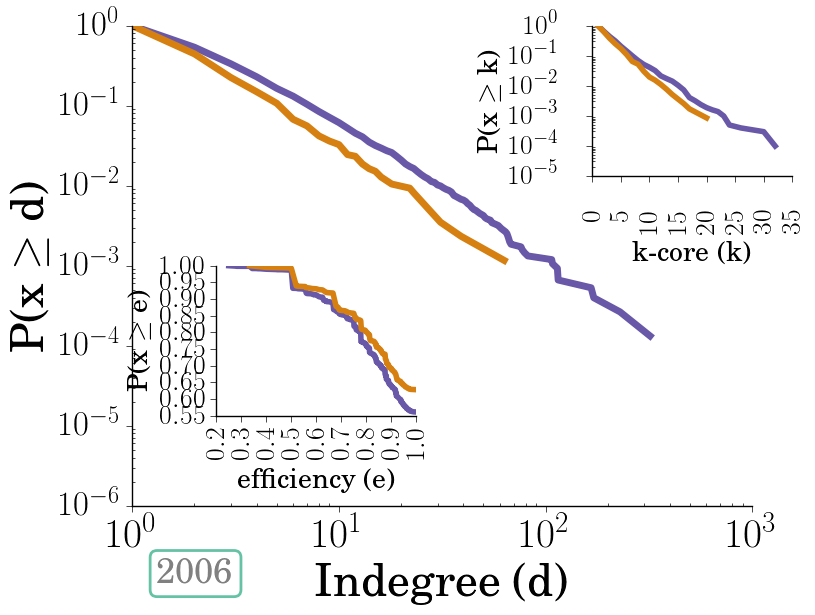 10^0
10^-1
10^-2
10^-3
10^-4
10^-5
10^-6
P(x ≥ d)
10^0 10^1 10^2 10^3
Indegree (d)
2006
10^0
10^-1
10^-2
10^-3
10^-4
10^-5
P(x ≥ k)
0 5 10 15 20 25 30 35
k-core (k)
1.00
0.95
0.90
0.85
0.80
0.75
0.70
0.65
0.60
0.55
P(x ≥ e)
0.2 0.3 0.4 0.5 0.6 0.7 0.8 0.9 1.0
efficiency (e)